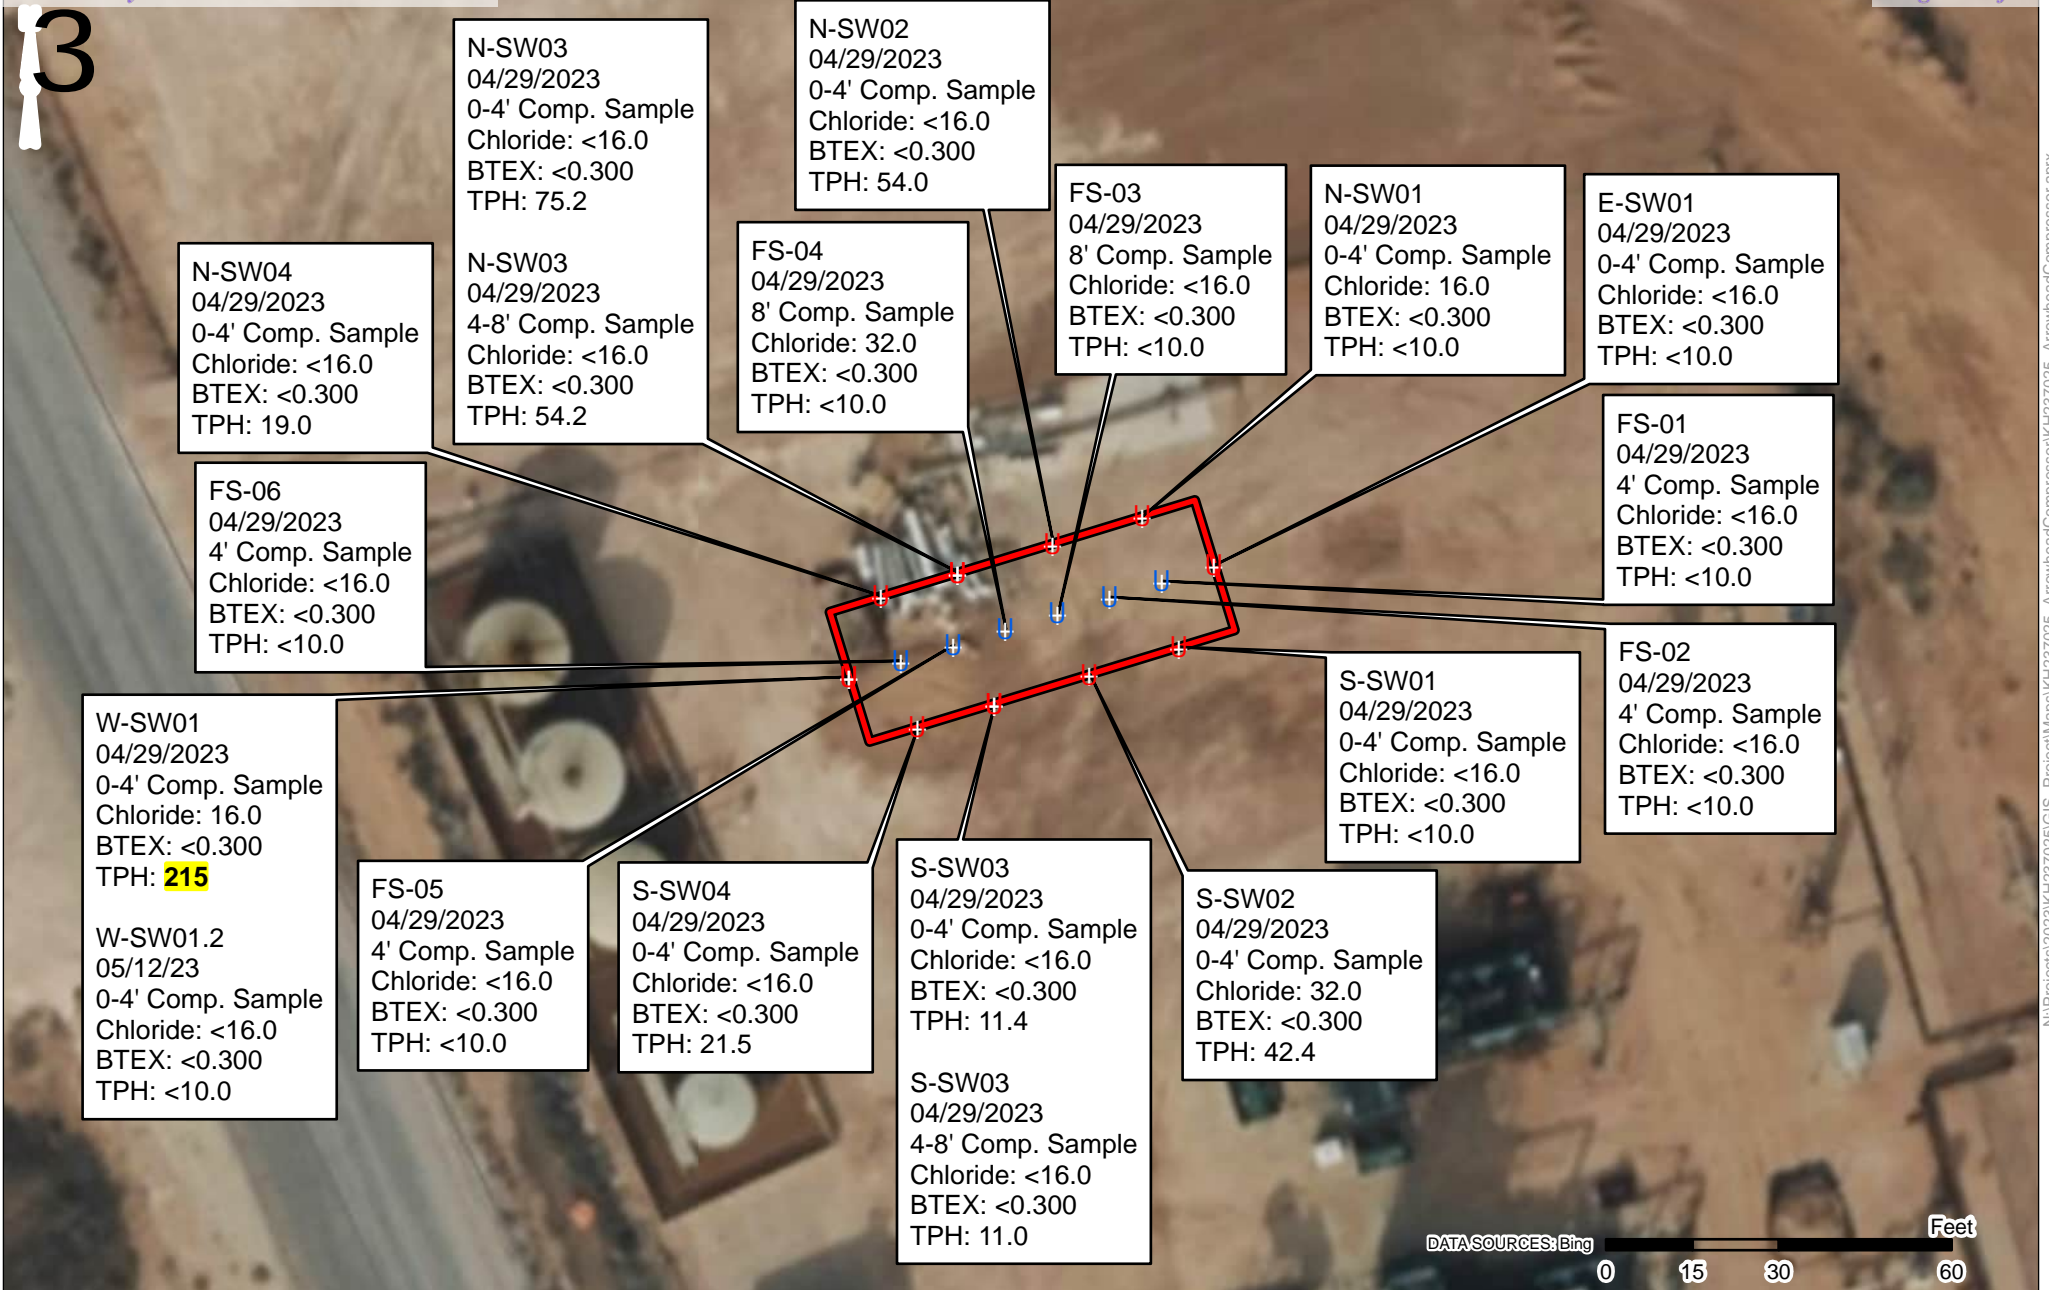 3
N-SW03
04/29/2023
0-4' Comp. Sample
Chloride: <16.0
BTEX: <0.300
TPH: 75.2
N-SW03
04/29/2023
4-8' Comp. Sample
Chloride: <16.0
BTEX: <0.300
TPH: 54.2
N-SW02
04/29/2023
0-4' Comp. Sample
Chloride: <16.0
BTEX: <0.300
TPH: 54.0
FS-03
04/29/2023
8' Comp. Sample
Chloride: <16.0
BTEX: <0.300
TPH: <10.0
N-SW01
04/29/2023
0-4' Comp. Sample
Chloride: 16.0
BTEX: <0.300
TPH: <10.0
E-SW01
04/29/2023
0-4' Comp. Sample
Chloride: <16.0
BTEX: <0.300
TPH: <10.0
N-SW04
04/29/2023
0-4' Comp. Sample
Chloride: <16.0
BTEX: <0.300
TPH: 19.0
FS-04
04/29/2023
8' Comp. Sample
Chloride: 32.0
BTEX: <0.300
TPH: <10.0
FS-01
04/29/2023
4' Comp. Sample
Chloride: <16.0
BTEX: <0.300
TPH: <10.0
FS-06
04/29/2023
4' Comp. Sample
Chloride: <16.0
BTEX: <0.300
TPH: <10.0
FS-02
04/29/2023
4' Comp. Sample
Chloride: <16.0
BTEX: <0.300
TPH: <10.0
S-SW01
04/29/2023
0-4' Comp. Sample
Chloride: <16.0
BTEX: <0.300
TPH: <10.0
W-SW01
04/29/2023
0-4' Comp. Sample
Chloride: 16.0
BTEX: <0.300
TPH: 215
W-SW01.2
05/12/23
0-4' Comp. Sample
Chloride: <16.0
BTEX: <0.300
TPH: <10.0
FS-05
04/29/2023
4' Comp. Sample
Chloride: <16.0
BTEX: <0.300
TPH: <10.0
S-SW04
04/29/2023
0-4' Comp. Sample
Chloride: <16.0
BTEX: <0.300
TPH: 21.5
S-SW03
04/29/2023
0-4' Comp. Sample
Chloride: <16.0
BTEX: <0.300
TPH: 11.4
S-SW03
04/29/2023
4-8' Comp. Sample
Chloride: <16.0
BTEX: <0.300
TPH: 11.0
S-SW02
04/29/2023
0-4' Comp. Sample
Chloride: 32.0
BTEX: <0.300
TPH: 42.4
DATA SOURCES: Bing
Feet
0 15 30 60